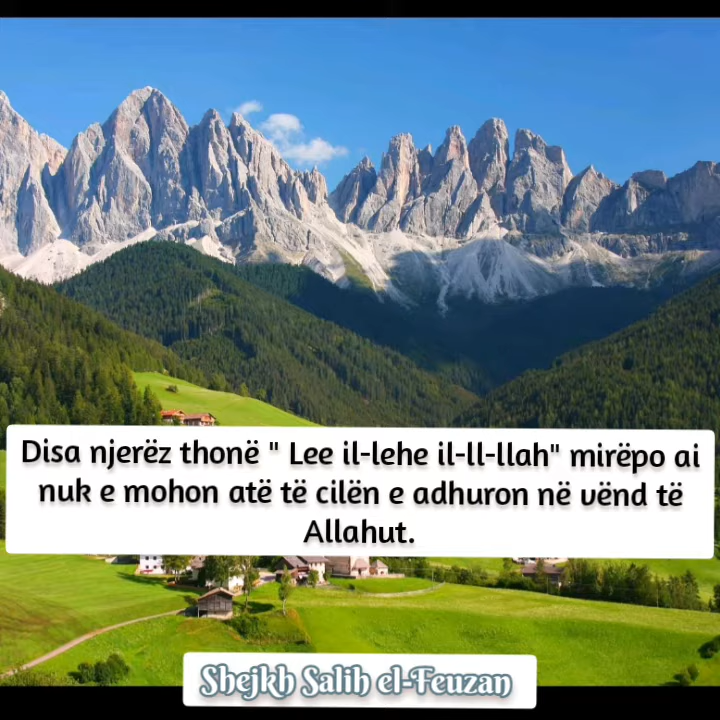 Disa njerëz thonë " Lee il-lehe il-ll-llah" mirëpo ai
nuk e mohon atë të cilën e adhuron në vënd të
Allahut.
Shejkh Salih el-Feuzan